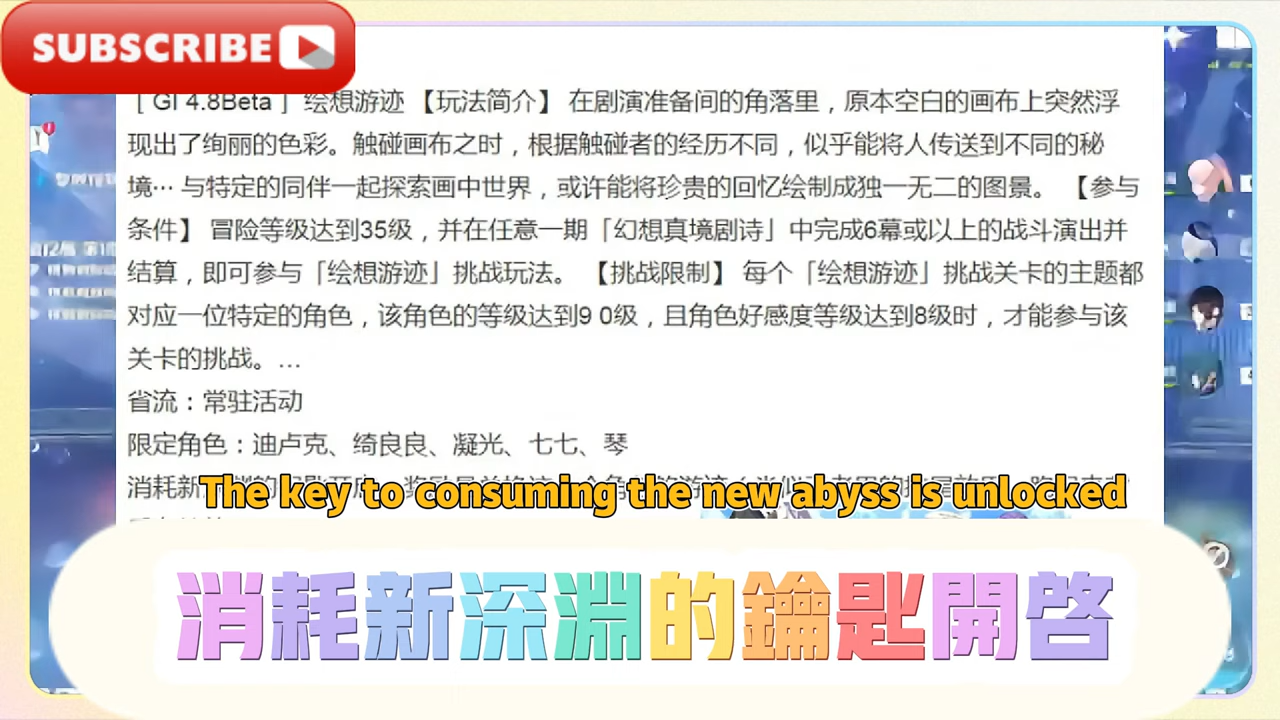 SUBSCRIBE
［GI 4.8Beta］ 绘想游迹 【玩法简介】 在剧演准备间的角落里，原本空白的画布上突然浮
现出了绚丽的色彩。触碰画布之时，根据触碰者的经历不同，似乎能将人传送到不同的秘
境… 与特定的同伴一起探索画中世界，或许能将珍贵的回忆绘制成独一无二的图景。 【参与
条件】 冒险等级达到35级，并在任意一期「幻想真境剧诗」中完成6幕或以上的战斗演出并
结算，即可参与「绘想游迹」挑战玩法。 【挑战限制】 每个「绘想游迹」挑战关卡的主题都
对应一位特定的角色，该角色的等级达到9 0级，且角色好感度等级达到8级时，才能参与该
关卡的挑战。…
省流：常驻活动
限定角色：迪卢克、绮良良、凝光、七七、琴
消耗新
The key to consuming the new abyss is unlocked
消耗新深淵的鑰匙開啓